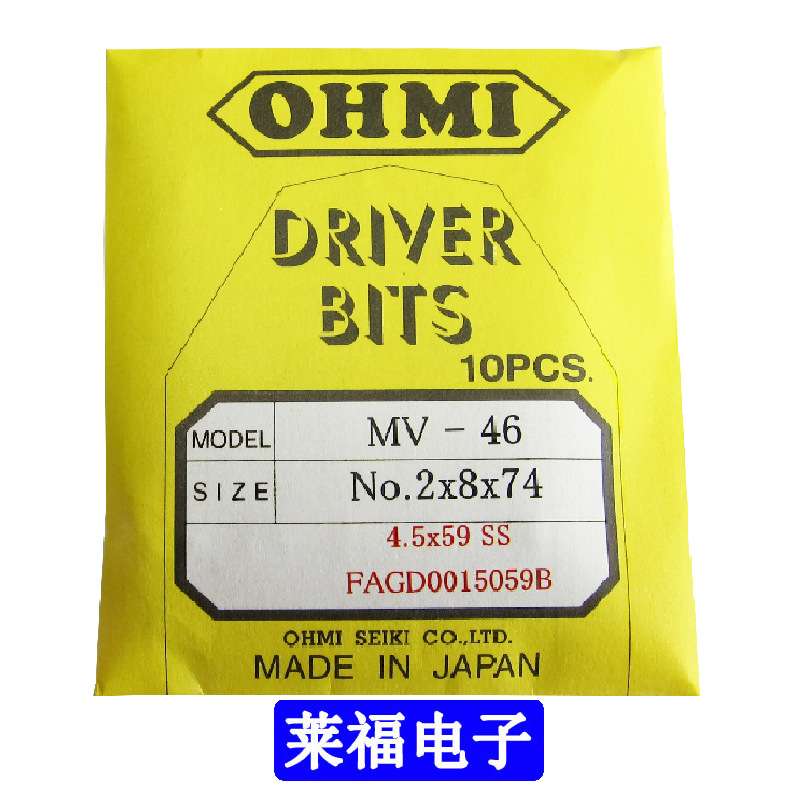 OHMI
DRIVER
BITS
10PCS.
MODEL MV - 46
SIZE No.2x8x74
4.5x59 SS
FAGD0015059B
OHMI SEIKI CO.,LTD.
MADE IN JAPAN
莱福电子